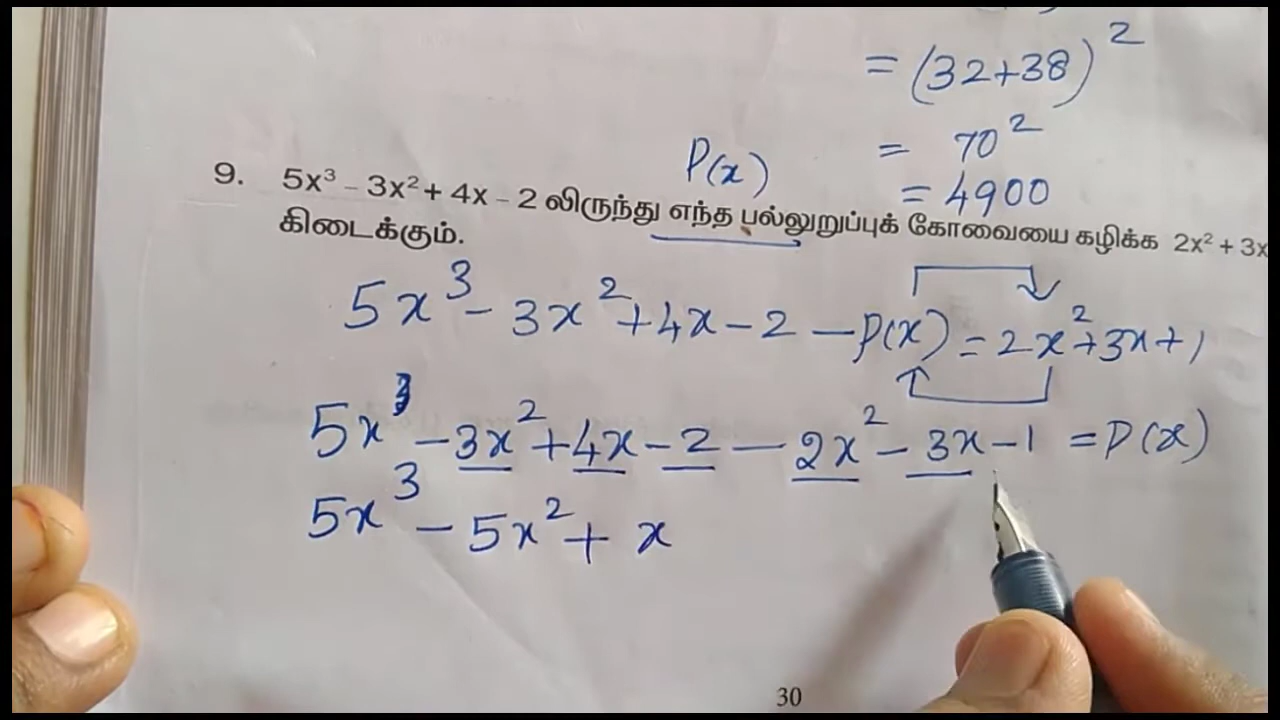 = (32+38)²
= 70²
= 4900
P(x)
9. 5x³ – 3x² + 4x – 2 லிருந்து எந்த பல்லுறுப்புக் கோவையை கழிக்க 2x² + 3x
கிடைக்கும்.
5x³ - 3x² + 4x - 2 - P(x) = 2x² + 3x + 1
5x³ - 3x² + 4x - 2 - 2x² - 3x - 1 = P(x)
5x³ - 5x² + x
30